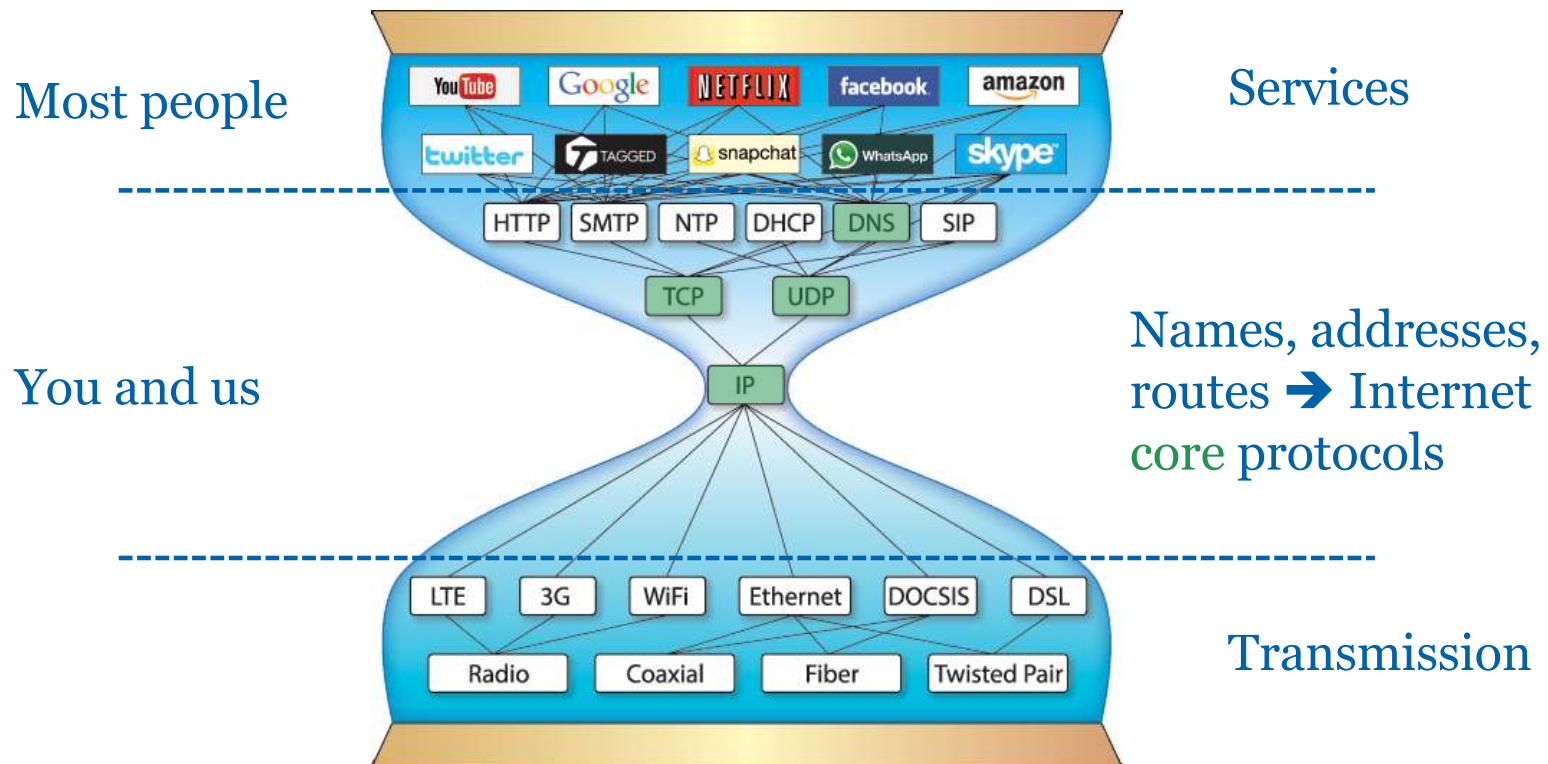 YouTube Google NETFLIX facebook. amazon
Most people
Services
twitter TAGGED snapchat WhatsApp skype
HTTP SMTP NTP DHCP DNS SIP
TCP UDP
Names, addresses,
You and us
IP
routes ➔ Internet
core protocols
LTE 3G WiFi Ethernet DOCSIS DSL
Transmission
Radio Coaxial Fiber Twisted Pair